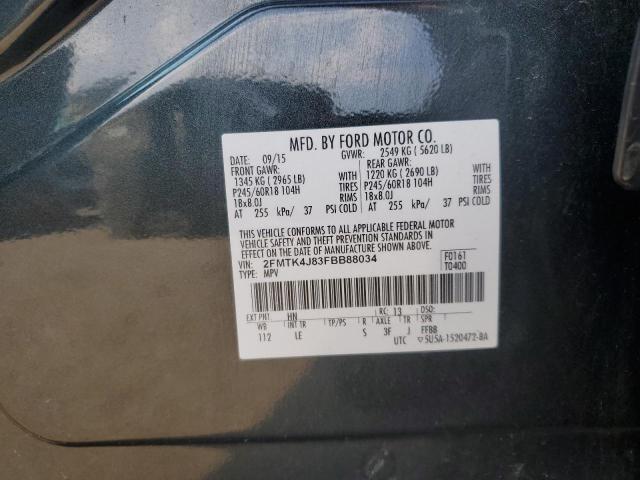 MFD. BY FORD MOTOR CO.
DATE: 09/15 GVWR: 2549 KG ( 5620 LB)
FRONT GAWR: REAR GAWR:
1345 KG ( 2965 LB) 1220 KG ( 2690 LB)
P245/60R18 104H TIRES P245/60R18 104H TIRES
18x8.0J RIMS 18x8.0J RIMS
AT 255 kPa/ 37 PSI COLD AT 255 kPa/ 37 PSI COLD
THIS VEHICLE CONFORMS TO ALL APPLICABLE FEDERAL MOTOR
VEHICLE SAFETY AND BUMPER AND THEFT PREVENTION STANDARDS IN
EFFECT ON THE DATE OF MANUFACTURE SHOWN ABOVE.
VIN: 2FMTK4J83FBB88034 F0161
TYPE: MPV T0400
EXT PNT: HN RC: 13 DSO:
WB INT TR TP/PS R AXLE TR SPR
112 LE S 3F J FFBB
UTC ▽5U5A-1520472-BA